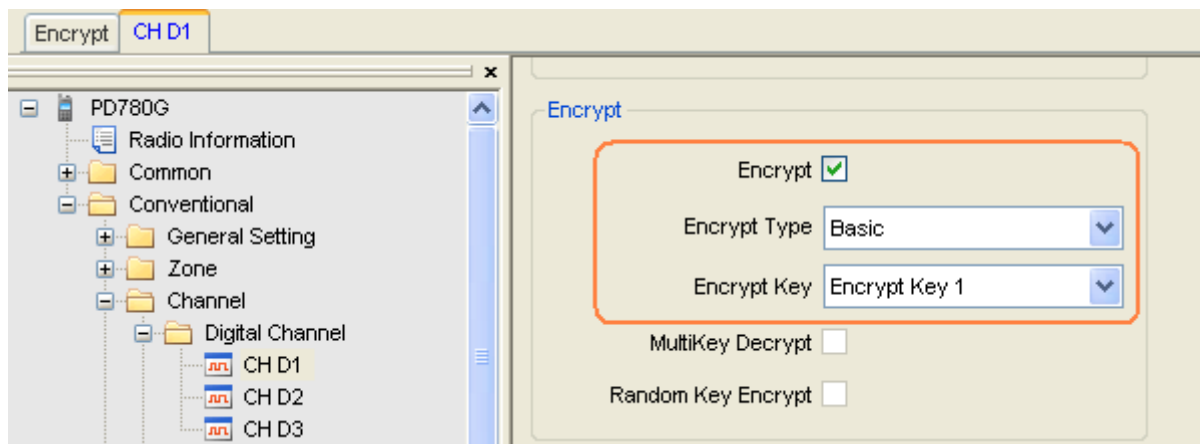 Encrypt
CH D1
PD780G
Radio Information
Common
Conventional
General Setting
Zone
Channel
Digital Channel
CH D1
CH D2
CH D3
Encrypt
Encrypt
Encrypt Type Basic
Encrypt Key Encrypt Key 1
MultiKey Decrypt
Random Key Encrypt